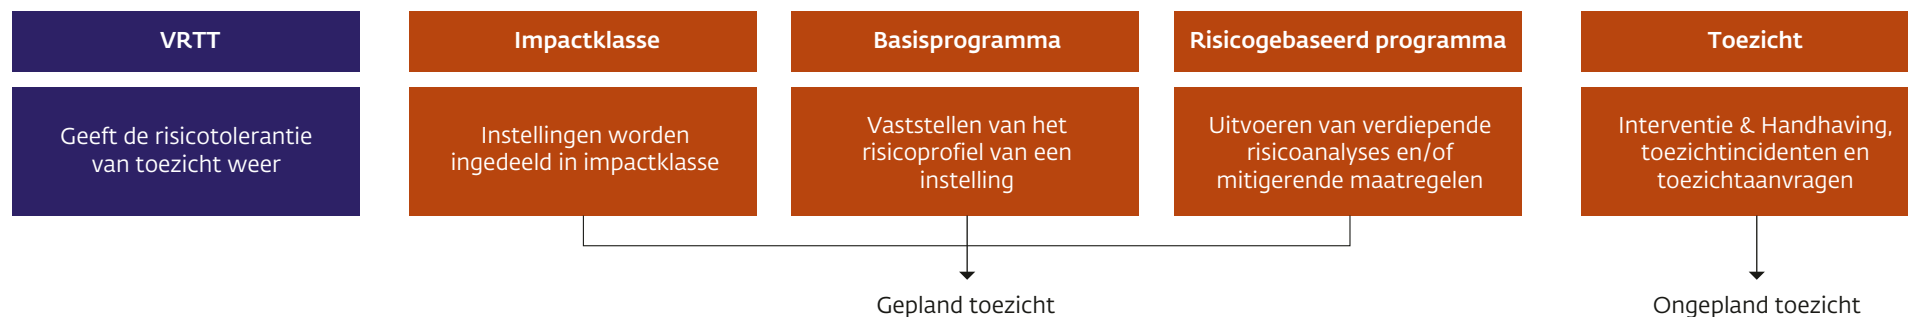 VRTT
Geeft de risicotolerantie
van toezicht weer
Impactklasse
Instellingen worden
ingedeeld in impactklasse
Basisprogramma
Vaststellen van het
risicoprofiel van een
instelling
Risicogebaseerd programma
Uitvoeren van verdiepende
risicoanalyses en/of
mitigerende maatregelen
Toezicht
Interventie & Handhaving,
toezichtincidenten en
toezichtaanvragen
Gepland toezicht
Ongepland toezicht